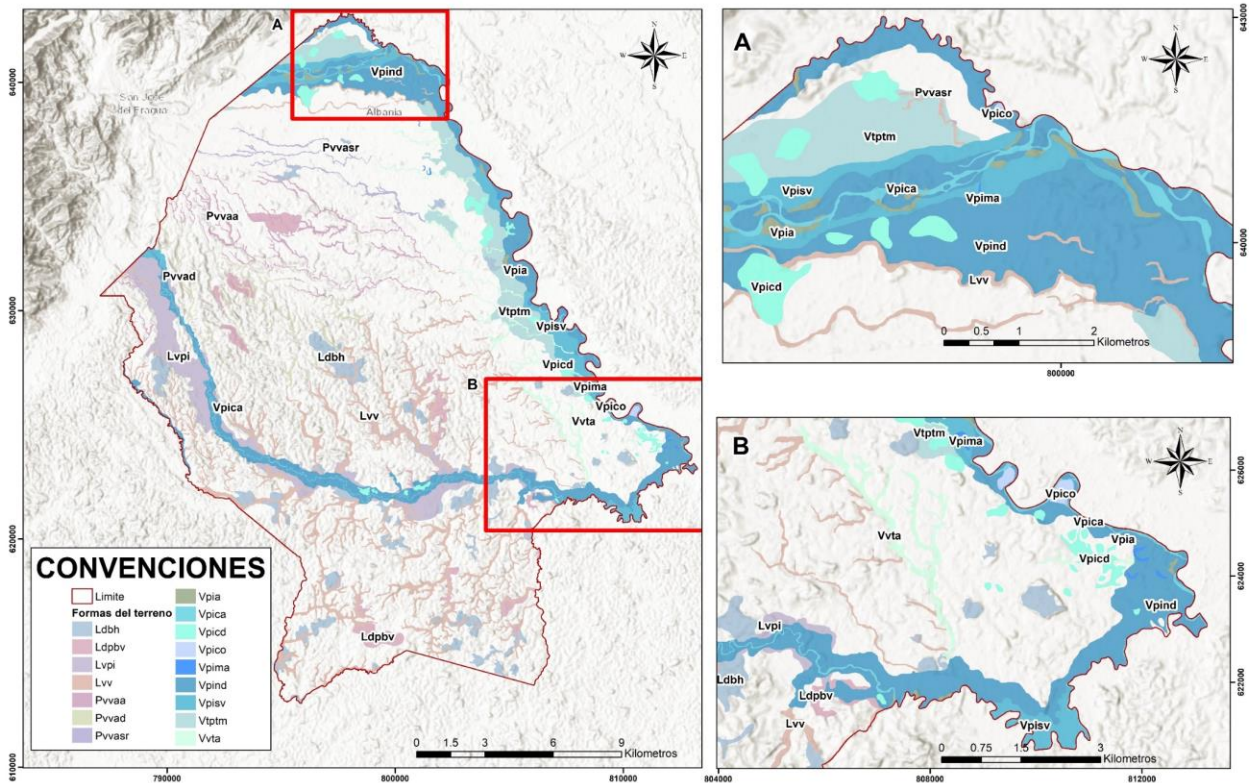 A
N
W
E
S
640000
630000
620000
610000
Vpind
San José
del Fragua
Albania
Pvvasr
Pvvaa
Pvvad
Vpia
Vtptm
Vpisv
Lvpi
Ldbh
Vpicd
B
Vpima
Vpico
Vpica
Lvv
Vvta
Ldpbv
CONVENCIONES
Limite
Formas del terreno
Ldbh
Ldpbv
Lvpi
Lvv
Pvvaa
Pvvad
Pvvasr
Vpia
Vpica
Vpicd
Vpico
Vpima
Vpind
Vpisv
Vtptm
Vvta
0 1.5 3 6 9
Kilometros
790000 800000 810000
A
N
W
E
S
643000
640000
Pvvasr
Vpico
Vtptm
Vpisv
Vpica
Vpima
Vpia
Vpind
Vpicd
Lvv
0 0.5 1 2
Kilometros
800000
B
N
W
E
S
626000
624000
622000
Vtptm
Vpima
Vpico
Vpica
Vpia
Vvta
Vpicd
Vpind
Lvpi
Ldbh
Ldpbv
Lvv
Vpisv
0 0.75 1.5 3
Kilometros
804000 808000 812000